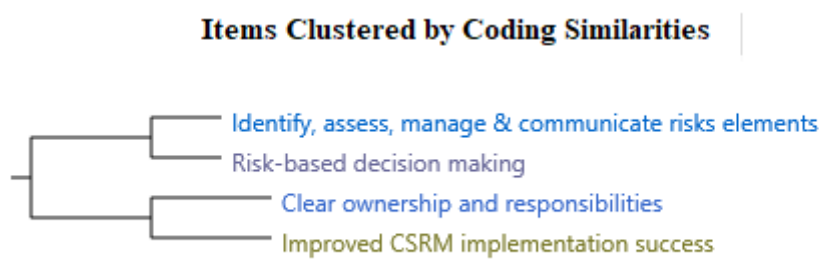 Items Clustered by Coding Similarities
Identify, assess, manage & communicate risks elements
Risk-based decision making
Clear ownership and responsibilities
Improved CSRM implementation success